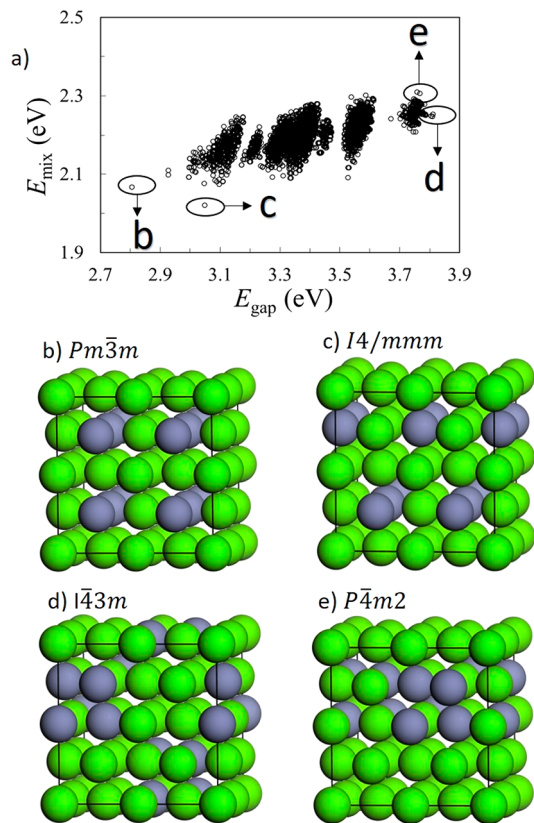 a)
2.5
2.3
2.1
1.9
E_mix (eV)
e
d
b
c
2.7 2.9 3.1 3.3 3.5 3.7 3.9
E_gap (eV)
b) Pm3̄m
c) I4/mmm
d) I4̄3m
e) P4̄m2